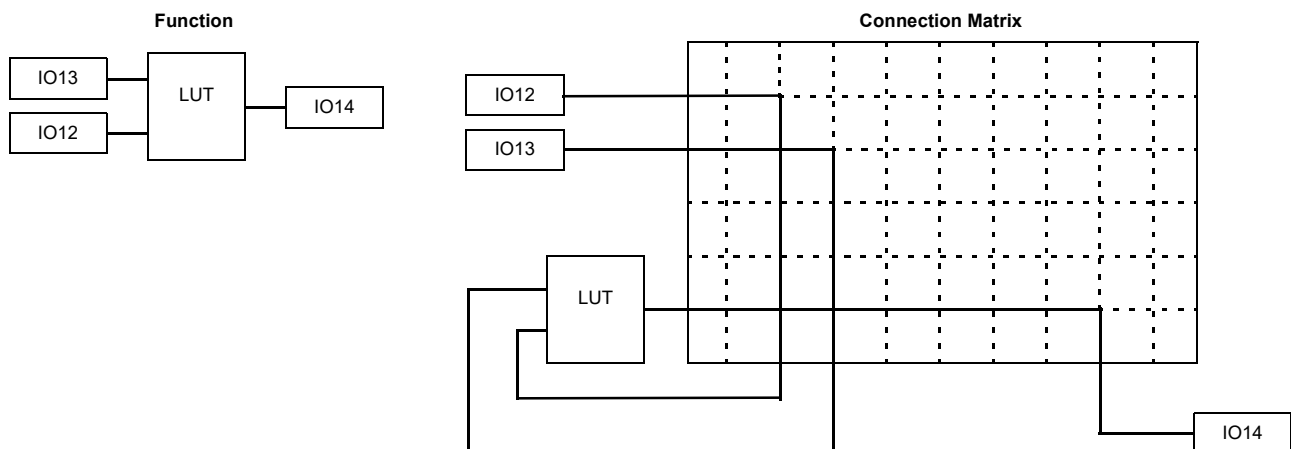 Function
IO13
IO12
LUT
IO14
Connection Matrix
IO12
IO13
LUT
IO14